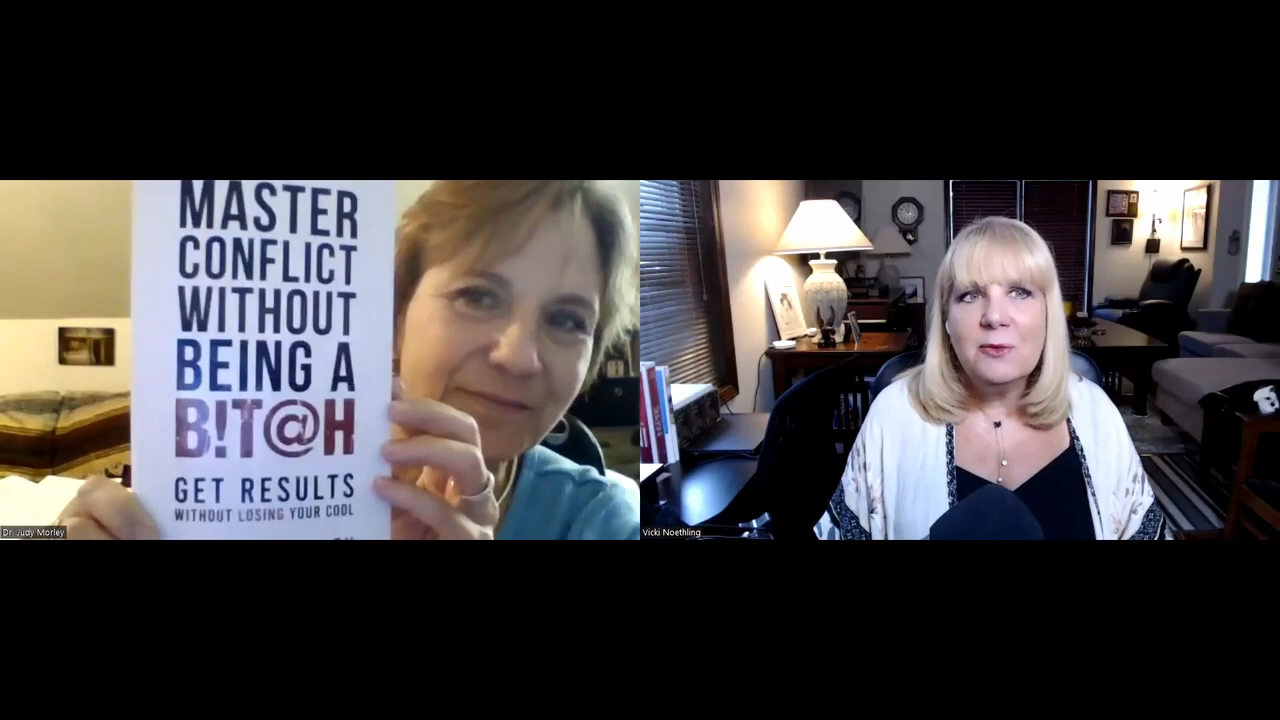 MASTER
CONFLICT
WITHOUT
BEING A
B!T@H
GET RESULTS
WITHOUT LOSING YOUR COOL
Dr. Judy Morley
Vicki Noethling